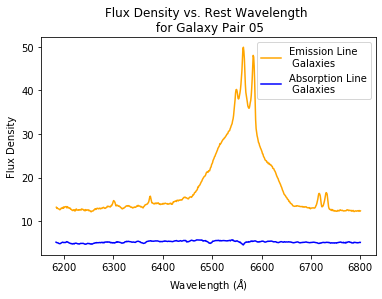 Flux Density vs. Rest Wavelength
for Galaxy Pair 05
Emission Line
Galaxies
Absorption Line
Galaxies
50
40
30
20
10
Flux Density
6200
6300
6400
6500
6600
6700
6800
Wavelength (Å)